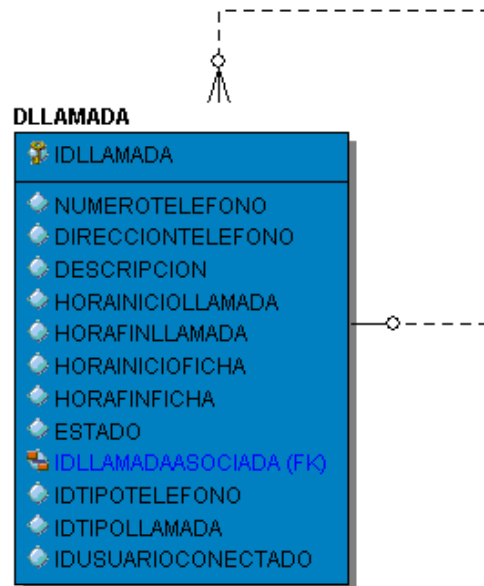 DLLAMADA
IDLLAMADA
NUMEROTELEFONO
DIRECCIONTELEFONO
DESCRIPCION
HORAINICIOLLAMADA
HORAFINLLAMADA
HORAINICIOFICHA
HORAFINFICHA
ESTADO
IDLLAMADAASOCIADA (FK)
IDTIPOTELEFONO
IDTIPOLLAMADA
IDUSUARIOCONECTADO